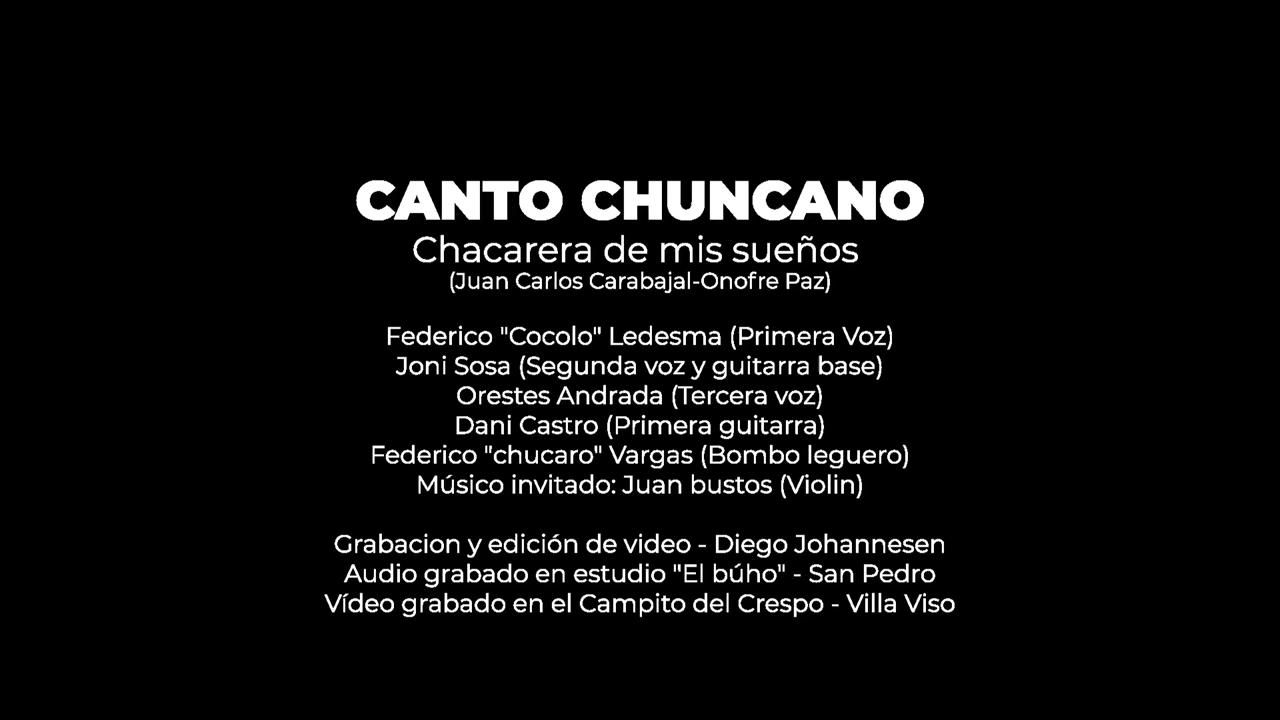 CANTO CHUNCANO
Chacarera de mis sueños
(Juan Carlos Carabajal-Onofre Paz)
Federico "Cocolo" Ledesma (Primera Voz)
Joni Sosa (Segunda voz y guitarra base)
Orestes Andrada (Tercera voz)
Dani Castro (Primera guitarra)
Federico "chucaro" Vargas (Bombo leguero)
Músico invitado: Juan bustos (Violin)
Grabacion y edición de video - Diego Johannesen
Audio grabado en estudio "El búho" - San Pedro
Vídeo grabado en el Campito del Crespo - Villa Viso